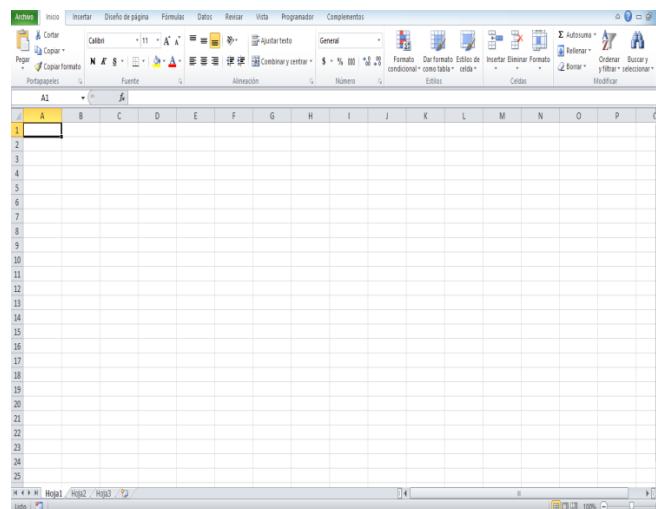 Archivo Inicio Insertar Diseño de página Fórmulas Datos Revisar Vista Programador Complementos
Cortar Calibri 11 Ajustar texto General Σ Autosuma
Copiar Rellenar
Pegar Copiar formato N K S Combinar y centrar $ % 000 Formato Dar formato Estilos de Insertar Eliminar Formato Borrar Ordenar Buscar y
condicional como tabla celda y filtrar seleccionar
Portapapeles Fuente Alineación Número Estilos Celdas Modificar
A1 fx
A B C D E F G H I J K L M N O P
1
2
3
4
5
6
7
8
9
10
11
12
13
14
15
16
17
18
19
20
21
22
23
24
25
Hoja1 Hoja2 Hoja3
Listo 100%